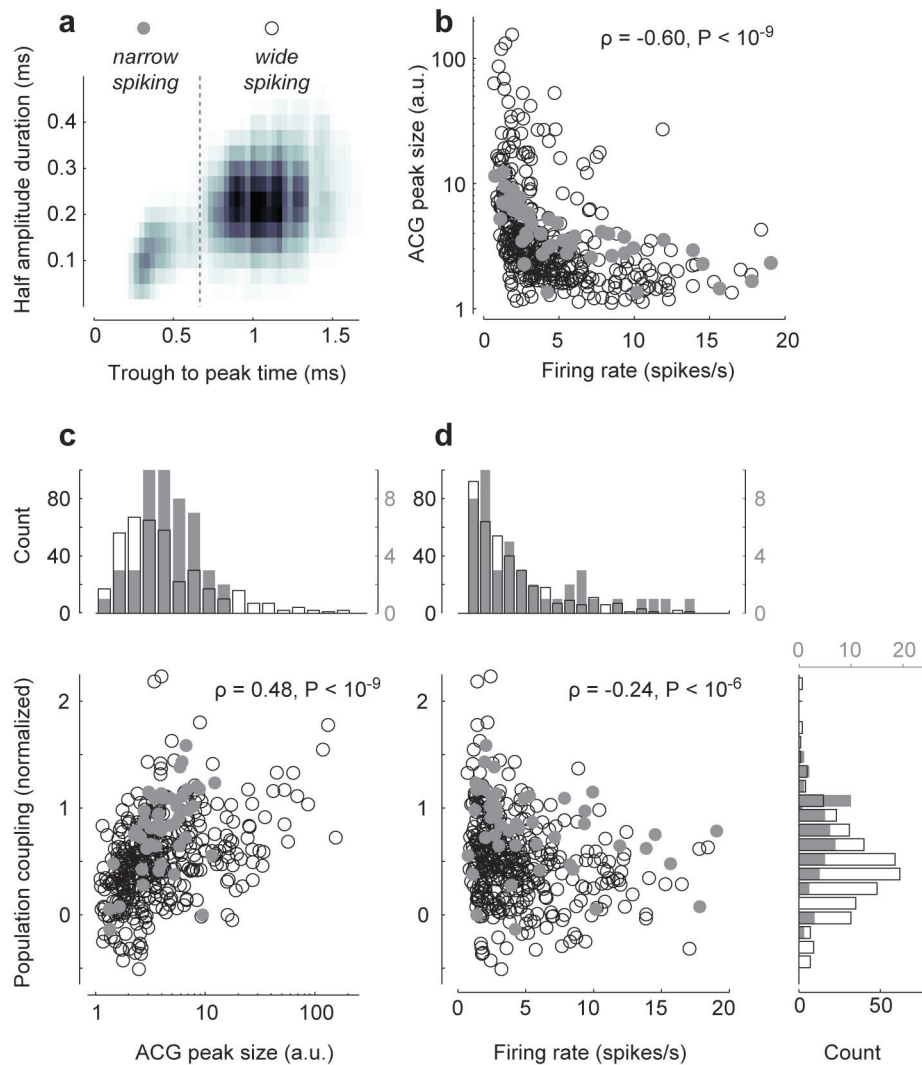 a
narrow spiking
wide spiking
Half amplitude duration (ms)
0.4
0.3
0.2
0.1
0
0.5
1
1.5
Trough to peak time (ms)
b
ρ = -0.60, P < 10⁻⁹
ACG peak size (a.u.)
100
10
1
0
5
10
15
20
Firing rate (spikes/s)
c
Count
80
40
0
8
4
0
d
80
40
0
8
4
0
ρ = 0.48, P < 10⁻⁹
Population coupling (normalized)
2
1
0
1
10
100
ACG peak size (a.u.)
ρ = -0.24, P < 10⁻⁶
2
1
0
0
5
10
15
20
Firing rate (spikes/s)
0
10
20
0
50
Count